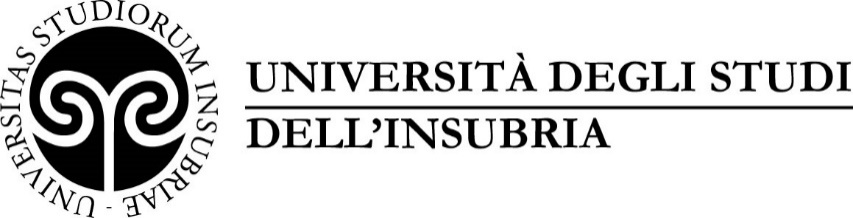 UNIVERSITAS STUDIORUM INSUBRIAE -
UNIVERSITÀ DEGLI STUDI
DELL'INSUBRIA